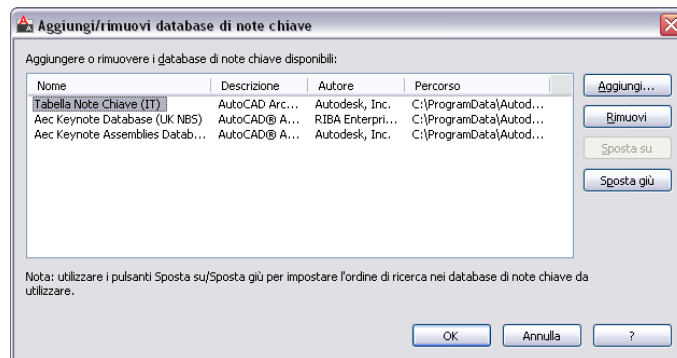 Aggiungi/rimuovi database di note chiave
Aggiungere o rimuovere i database di note chiave disponibili:
Nome Descrizione Autore Percorso
Tabella Note Chiave (IT) AutoCAD Arc... Autodesk, Inc. C:\ProgramData\Autod...
Aec Keynote Database (UK NBS) AutoCAD® A... RIBA Enterpri... C:\ProgramData\Autod...
Aec Keynote Assemblies Datab... AutoCAD® A... Autodesk, Inc. C:\ProgramData\Autod...
Aggiungi...
Rimuovi
Sposta su
Sposta giù
Nota: utilizzare i pulsanti Sposta su/Sposta giù per impostare l'ordine di ricerca nei database di note chiave da
utilizzare.
OK Annulla ?